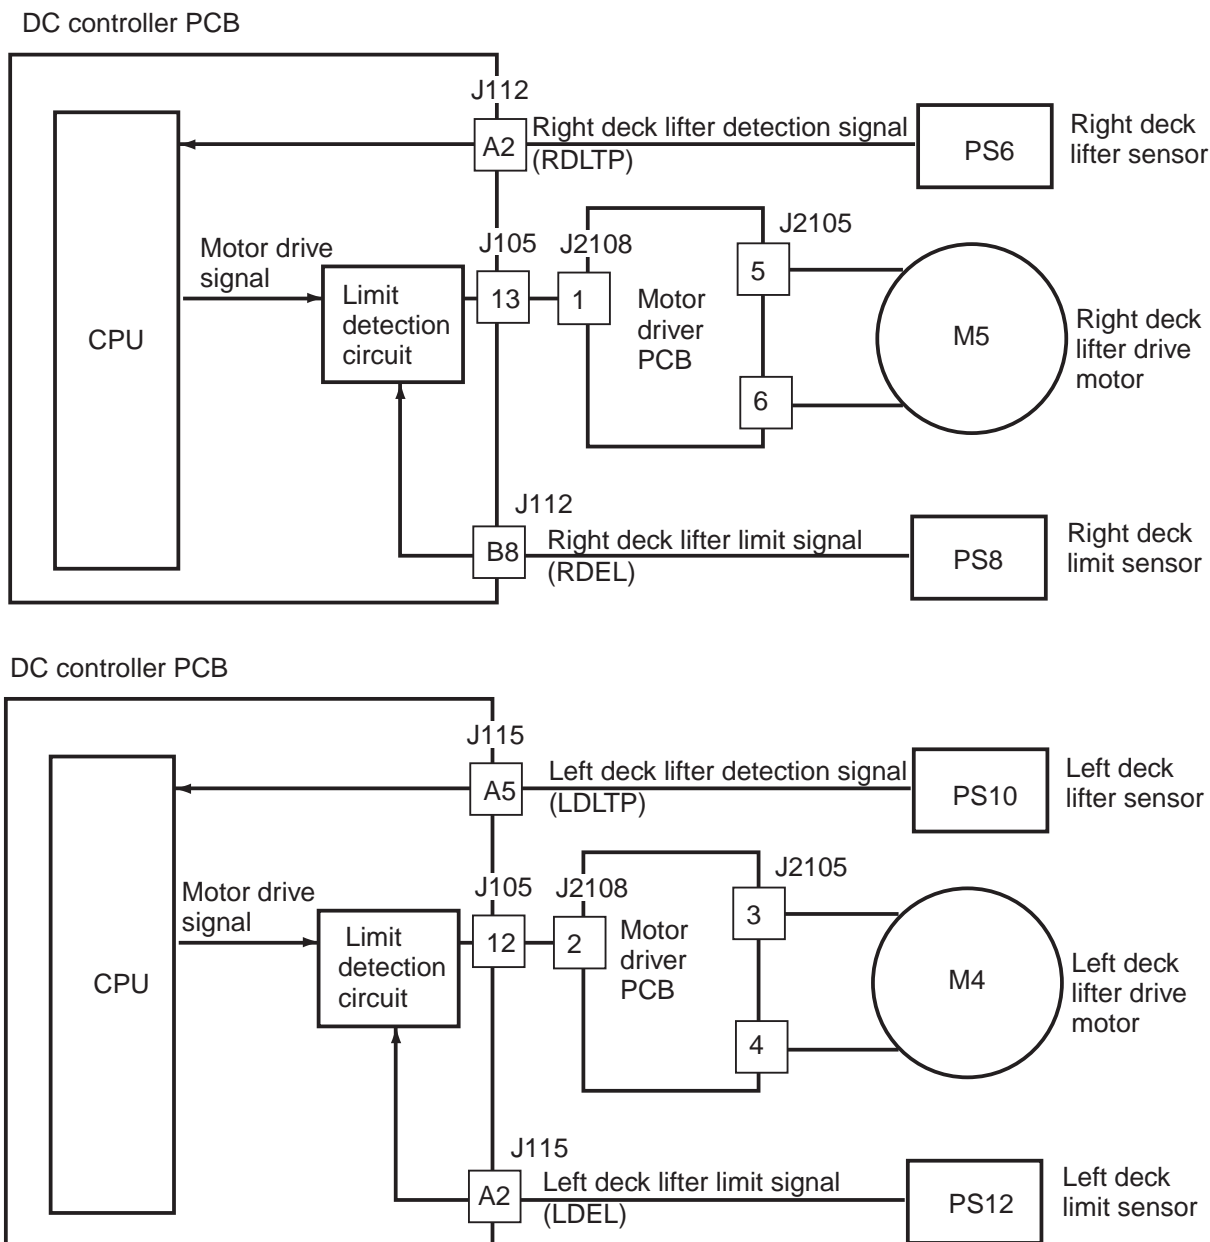 DC controller PCB
J112
A2
Right deck lifter detection signal
(RDLTP)
PS6
Right deck
lifter sensor
Motor drive
signal
CPU
Limit
detection
circuit
J105
13
J2108
1
Motor
driver
PCB
J2105
5
6
M5
Right deck
lifter drive
motor
J112
B8
Right deck lifter limit signal
(RDEL)
PS8
Right deck
limit sensor
DC controller PCB
J115
A5
Left deck lifter detection signal
(LDLTP)
PS10
Left deck
lifter sensor
Motor drive
signal
CPU
Limit
detection
circuit
J105
12
J2108
2
Motor
driver
PCB
J2105
3
4
M4
Left deck
lifter drive
motor
J115
A2
Left deck lifter limit signal
(LDEL)
PS12
Left deck
limit sensor